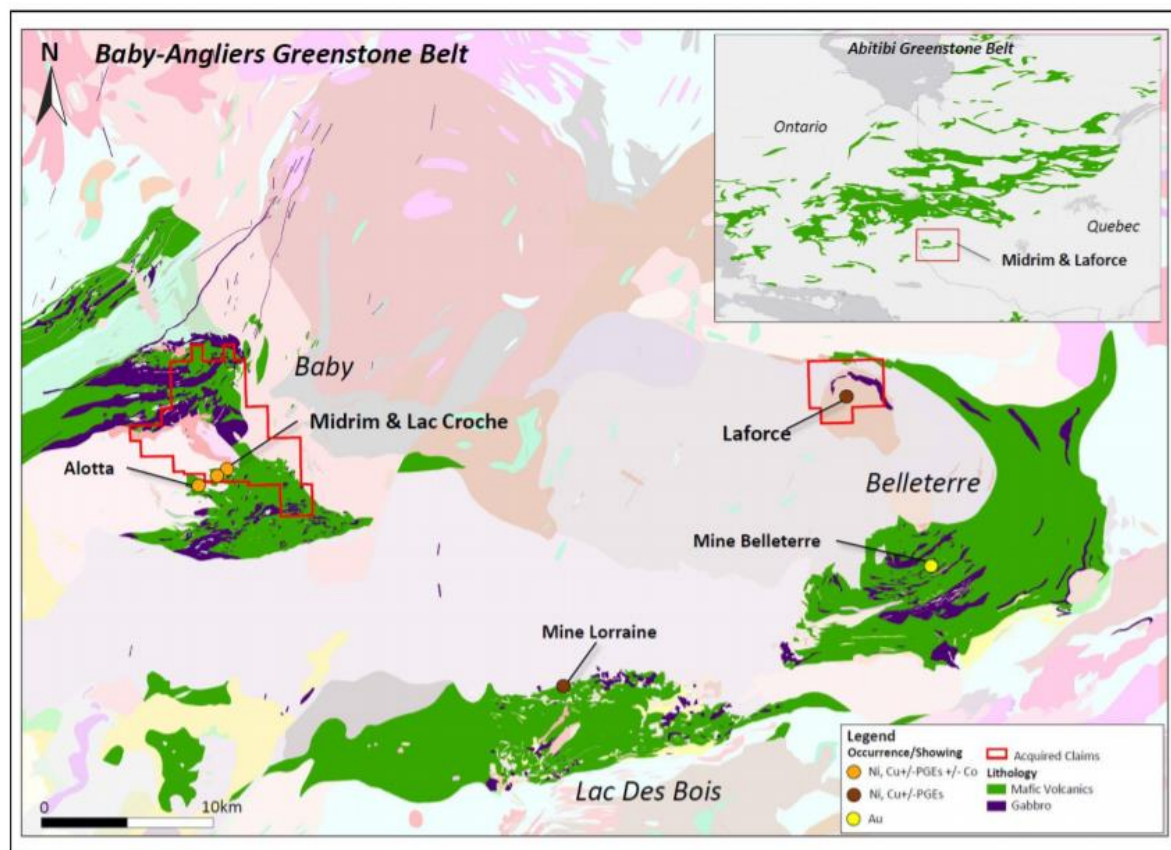 N
Baby-Angliers Greenstone Belt
Abitibi Greenstone Belt
Ontario
Quebec
Midrim & Laforce
Baby
Midrim & Lac Croche
Alotta
Laforce
Belleterre
Mine Belleterre
Mine Lorraine
Lac Des Bois
0 10km
Legend
Occurrence/Showing
Ni, Cu+/-PGEs +/- Co
Ni, Cu+/-PGEs
Au
Acquired Claims
Lithology
Mafic Volcanics
Gabbro